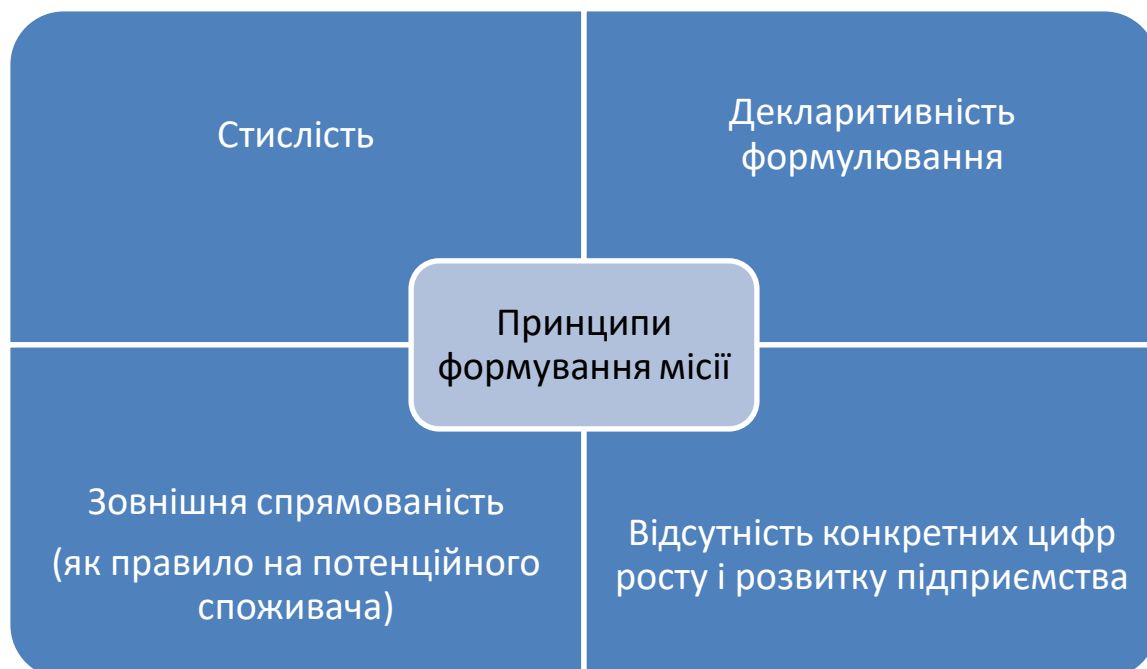 Стислість
Декларитивність
формулювання
Принципи
формування місії
Зовнішня спрямованість
(як правило на потенційного
споживача)
Відсутність конкретних цифр
росту і розвитку підприємства